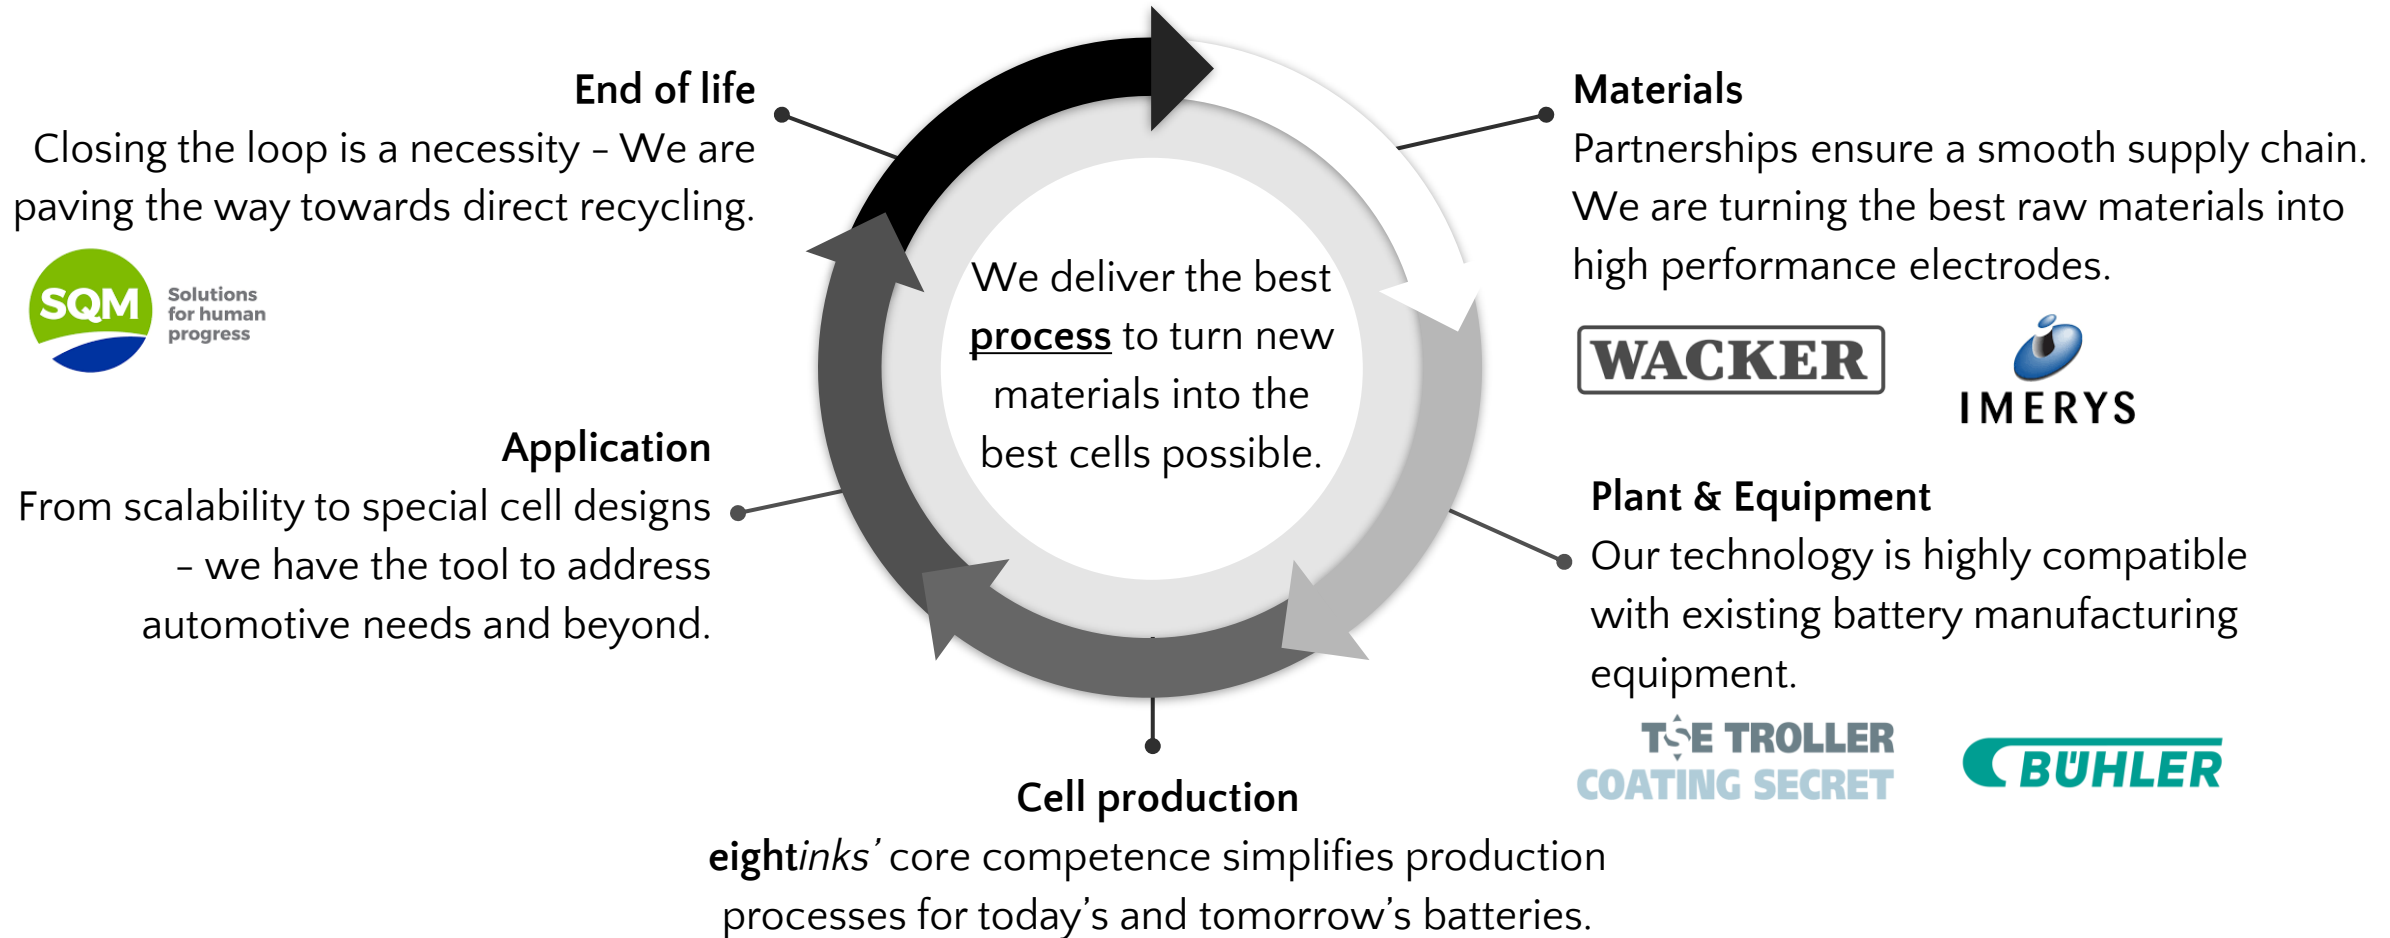 End of life
Closing the loop is a necessity – We are
paving the way towards direct recycling.
SQM
Solutions
for human
progress
Materials
Partnerships ensure a smooth supply chain.
We are turning the best raw materials into
high performance electrodes.
WACKER
IMERYS
We deliver the best
process to turn new
materials into the
best cells possible.
Application
From scalability to special cell designs
– we have the tool to address
automotive needs and beyond.
Plant & Equipment
Our technology is highly compatible
with existing battery manufacturing
equipment.
TSE TROLLER
COATING SECRET
BÜHLER
Cell production
eightinks’ core competence simplifies production
processes for today’s and tomorrow’s batteries.